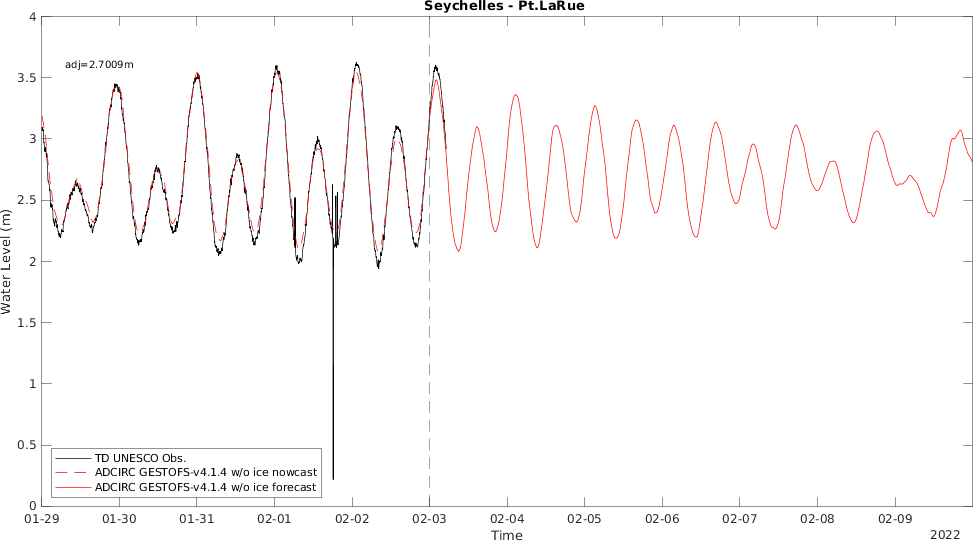 Seychelles - Pt.LaRue
4
adj=2.7009m
3.5
3
2.5
2
1.5
1
0.5
0
Water Level (m)
TD UNESCO Obs.
ADCIRC GESTOFS-v4.1.4 w/o ice nowcast
ADCIRC GESTOFS-v4.1.4 w/o ice forecast
01-29 01-30 01-31 02-01 02-02 02-03 02-04 02-05 02-06 02-07 02-08 02-09
Time
2022